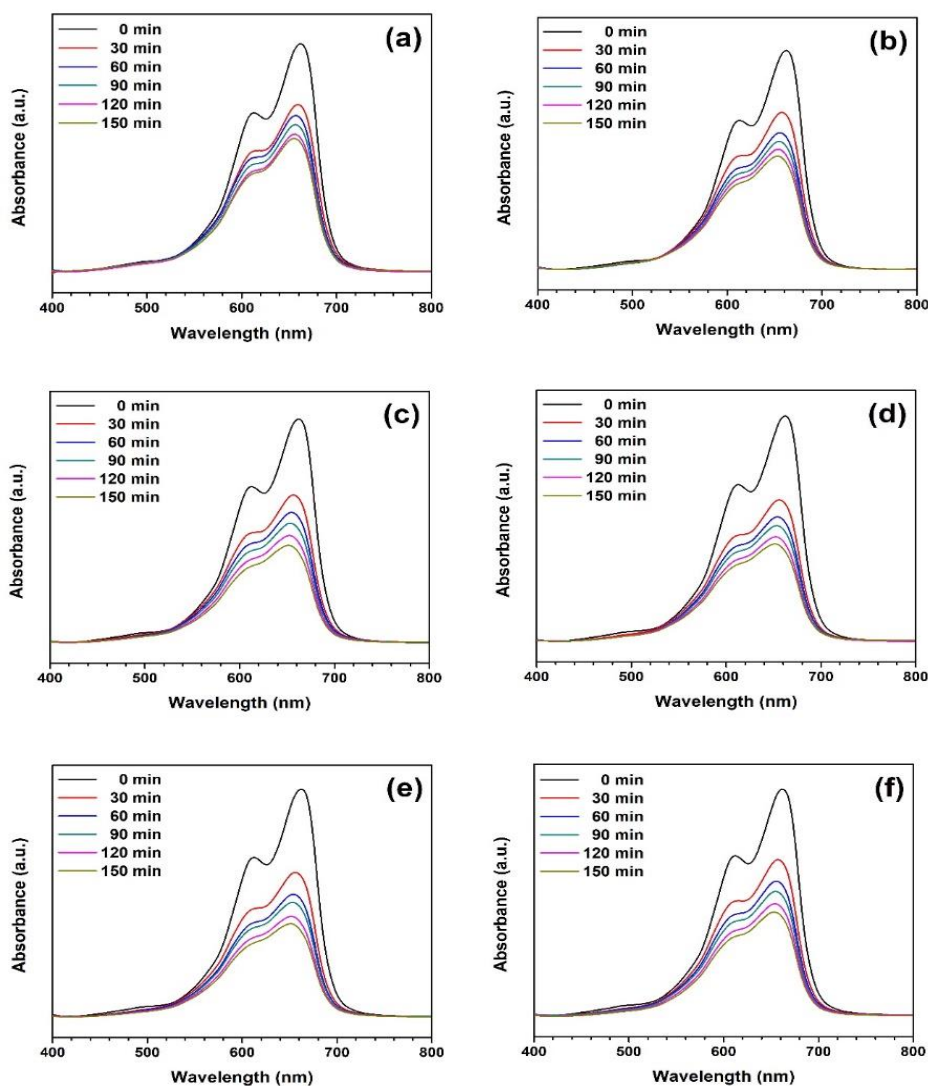 0 min
30 min
60 min
90 min
120 min
150 min
(a)
Absorbance (a.u.)
400 500 600 700 800
Wavelength (nm)
0 min
30 min
60 min
90 min
120 min
150 min
(b)
Absorbance (a.u.)
400 500 600 700 800
Wavelength (nm)
0 min
30 min
60 min
90 min
120 min
150 min
(c)
Absorbance (a.u.)
400 500 600 700 800
Wavelength (nm)
0 min
30 min
60 min
90 min
120 min
150 min
(d)
Absorbance (a.u.)
400 500 600 700 800
Wavelength (nm)
0 min
30 min
60 min
90 min
120 min
150 min
(e)
Absorbance (a.u.)
400 500 600 700 800
Wavelength (nm)
0 min
30 min
60 min
90 min
120 min
150 min
(f)
Absorbance (a.u.)
400 500 600 700 800
Wavelength (nm)